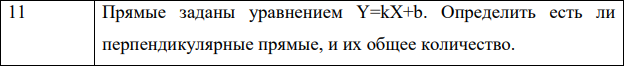 11 Прямые заданы уравнением Y=kX+b. Определить есть ли
перпендикулярные прямые, и их общее количество.